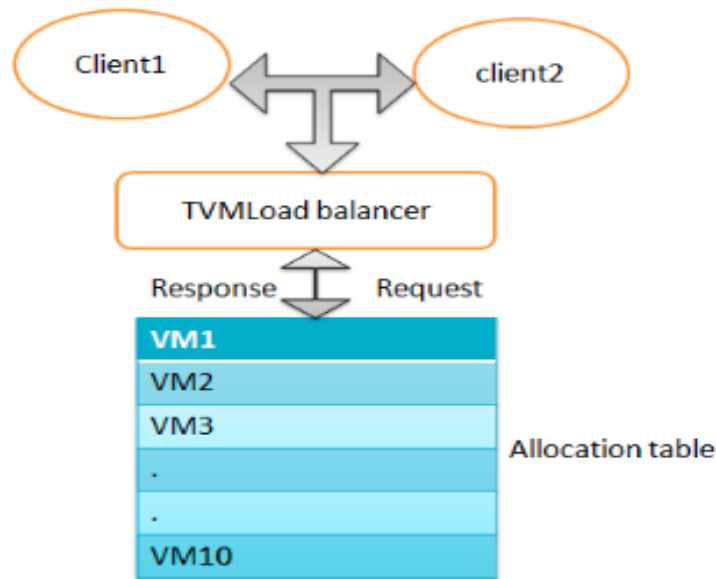 Client1
client2
TVMLoad balancer
Response
Request
VM1
VM2
VM3
.
.
VM10
Allocation table